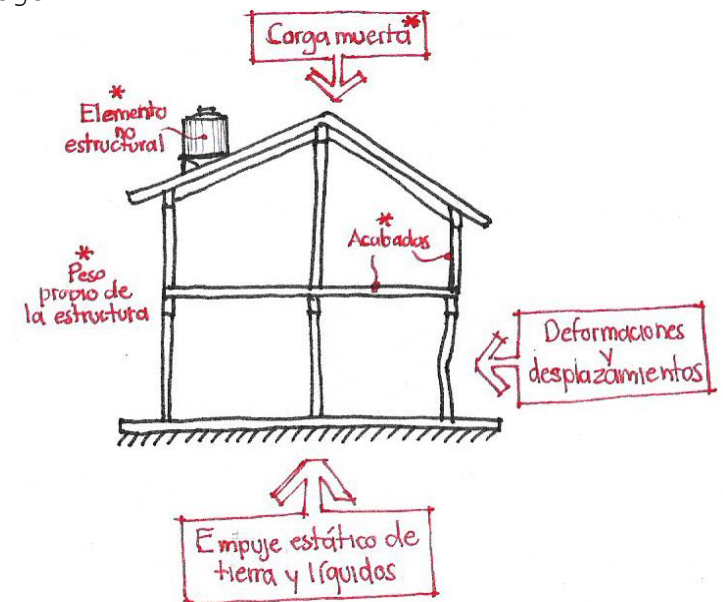 Carga muerta*
*
Elemento
no
estructural
*
Acabados
*
Peso
propio de
la estructura
Deformaciones
y
desplazamientos
Empuje estático de
tierra y líquidos